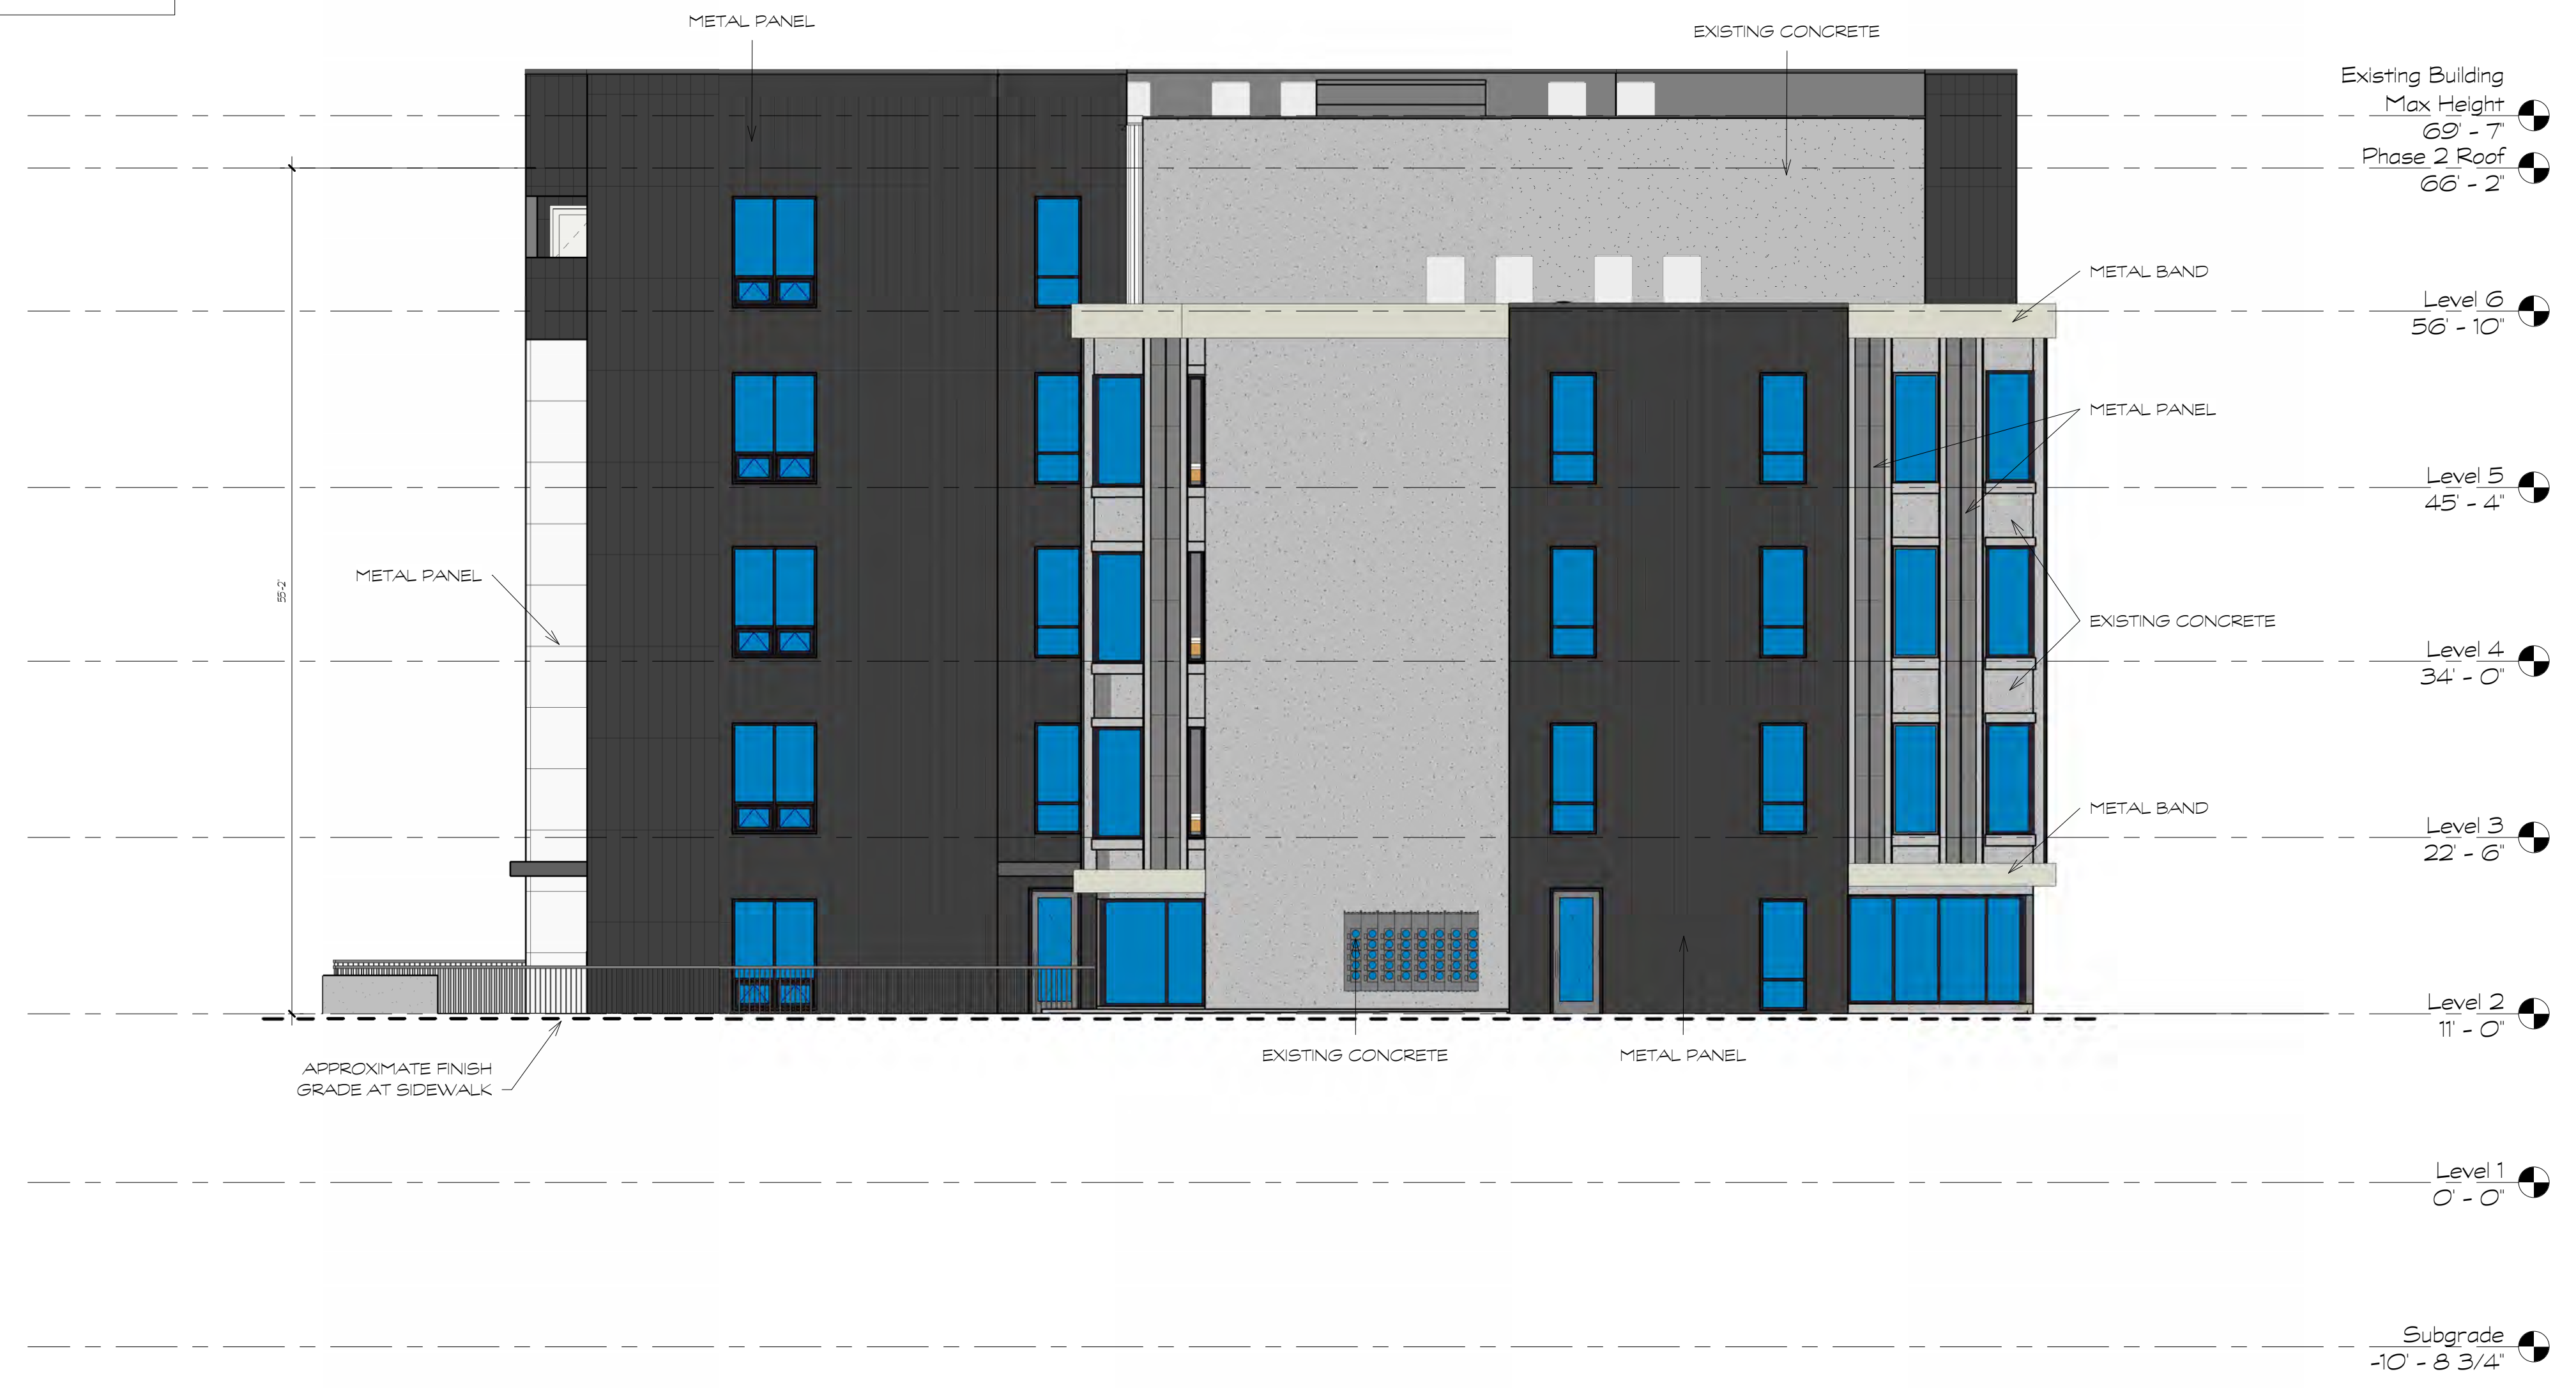 METAL PANEL
EXISTING CONCRETE
Existing Building
Max Height
69' - 7"
Phase 2 Roof
66' - 2"
METAL BAND
Level 6
56' - 10"
METAL PANEL
Level 5
45' - 4"
METAL PANEL
55'-2"
EXISTING CONCRETE
Level 4
34' - 0"
METAL BAND
Level 3
22' - 6"
Level 2
11' - 0"
EXISTING CONCRETE
METAL PANEL
APPROXIMATE FINISH
GRADE AT SIDEWALK
Level 1
0' - 0"
Subgrade
-10' - 8 3/4"